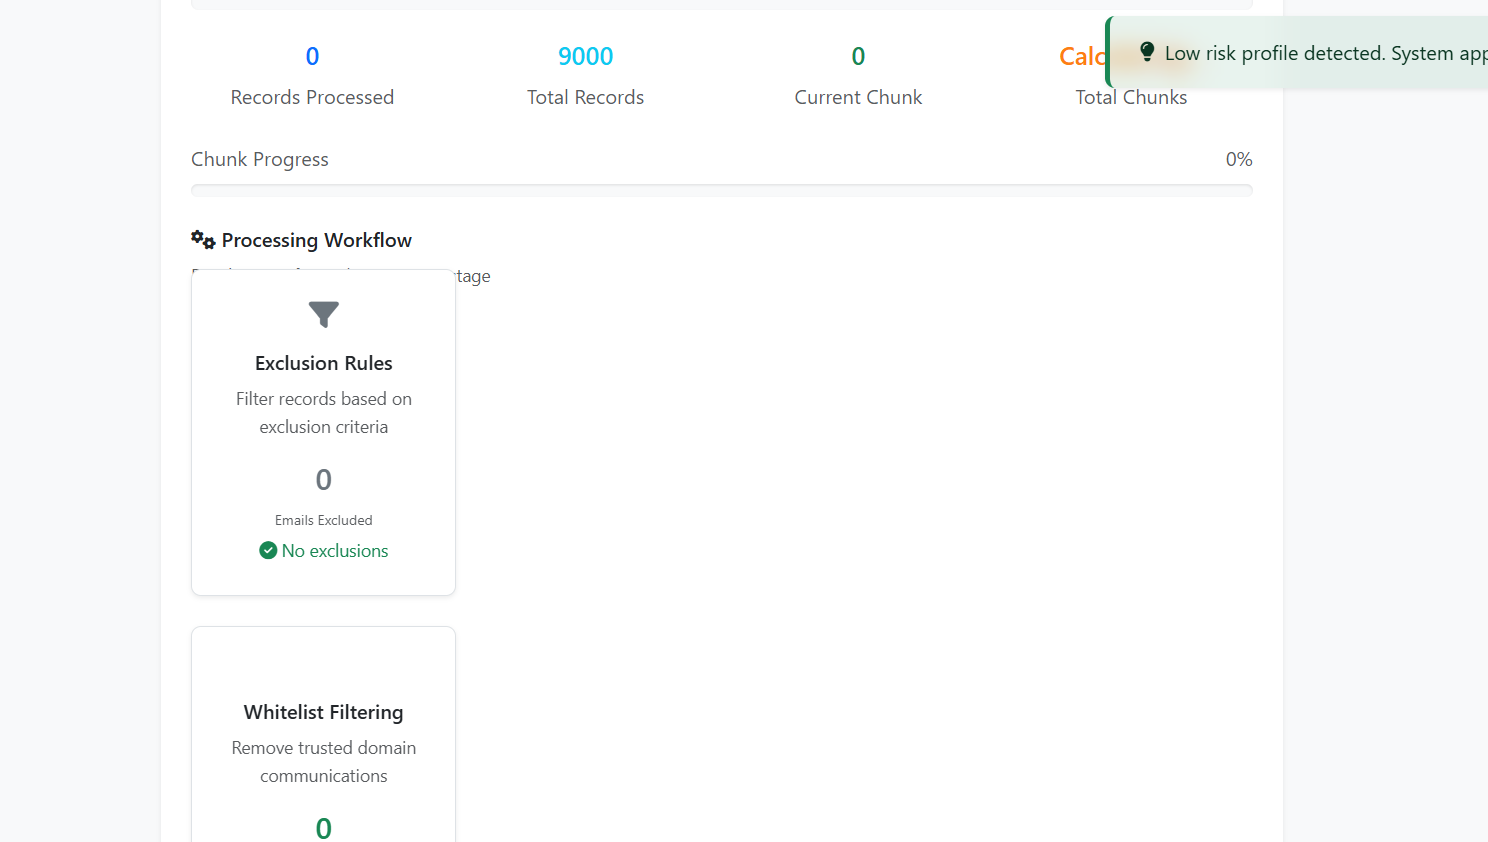 0
9000
0
Calc
Low risk profile detected. System app
Records Processed
Total Records
Current Chunk
Total Chunks
Chunk Progress
0%
Processing Workflow
tage
Exclusion Rules
Filter records based on
exclusion criteria
0
Emails Excluded
No exclusions
Whitelist Filtering
Remove trusted domain
communications
0